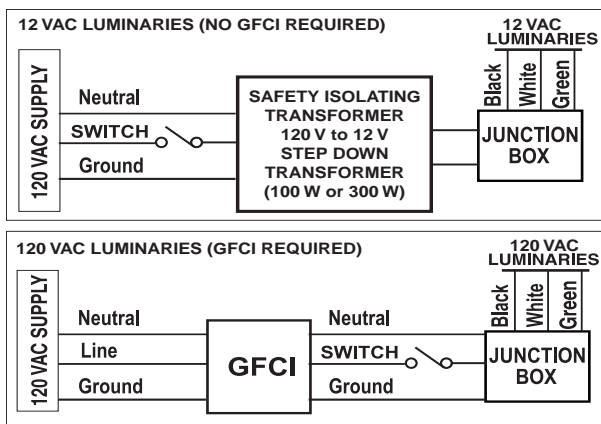 12 VAC LUMINARIES (NO GFCI REQUIRED)
12 VAC
LUMINARIES
Black
White
Green
120 VAC SUPPLY
Neutral
SWITCH
Ground
SAFETY ISOLATING
TRANSFORMER
120 V to 12 V
STEP DOWN
TRANSFORMER
(100 W or 300 W)
JUNCTION
BOX
120 VAC LUMINARIES (GFCI REQUIRED)
120 VAC
LUMINARIES
Black
White
Green
120 VAC SUPPLY
Neutral
Line
Ground
GFCI
Neutral
SWITCH
Ground
JUNCTION
BOX